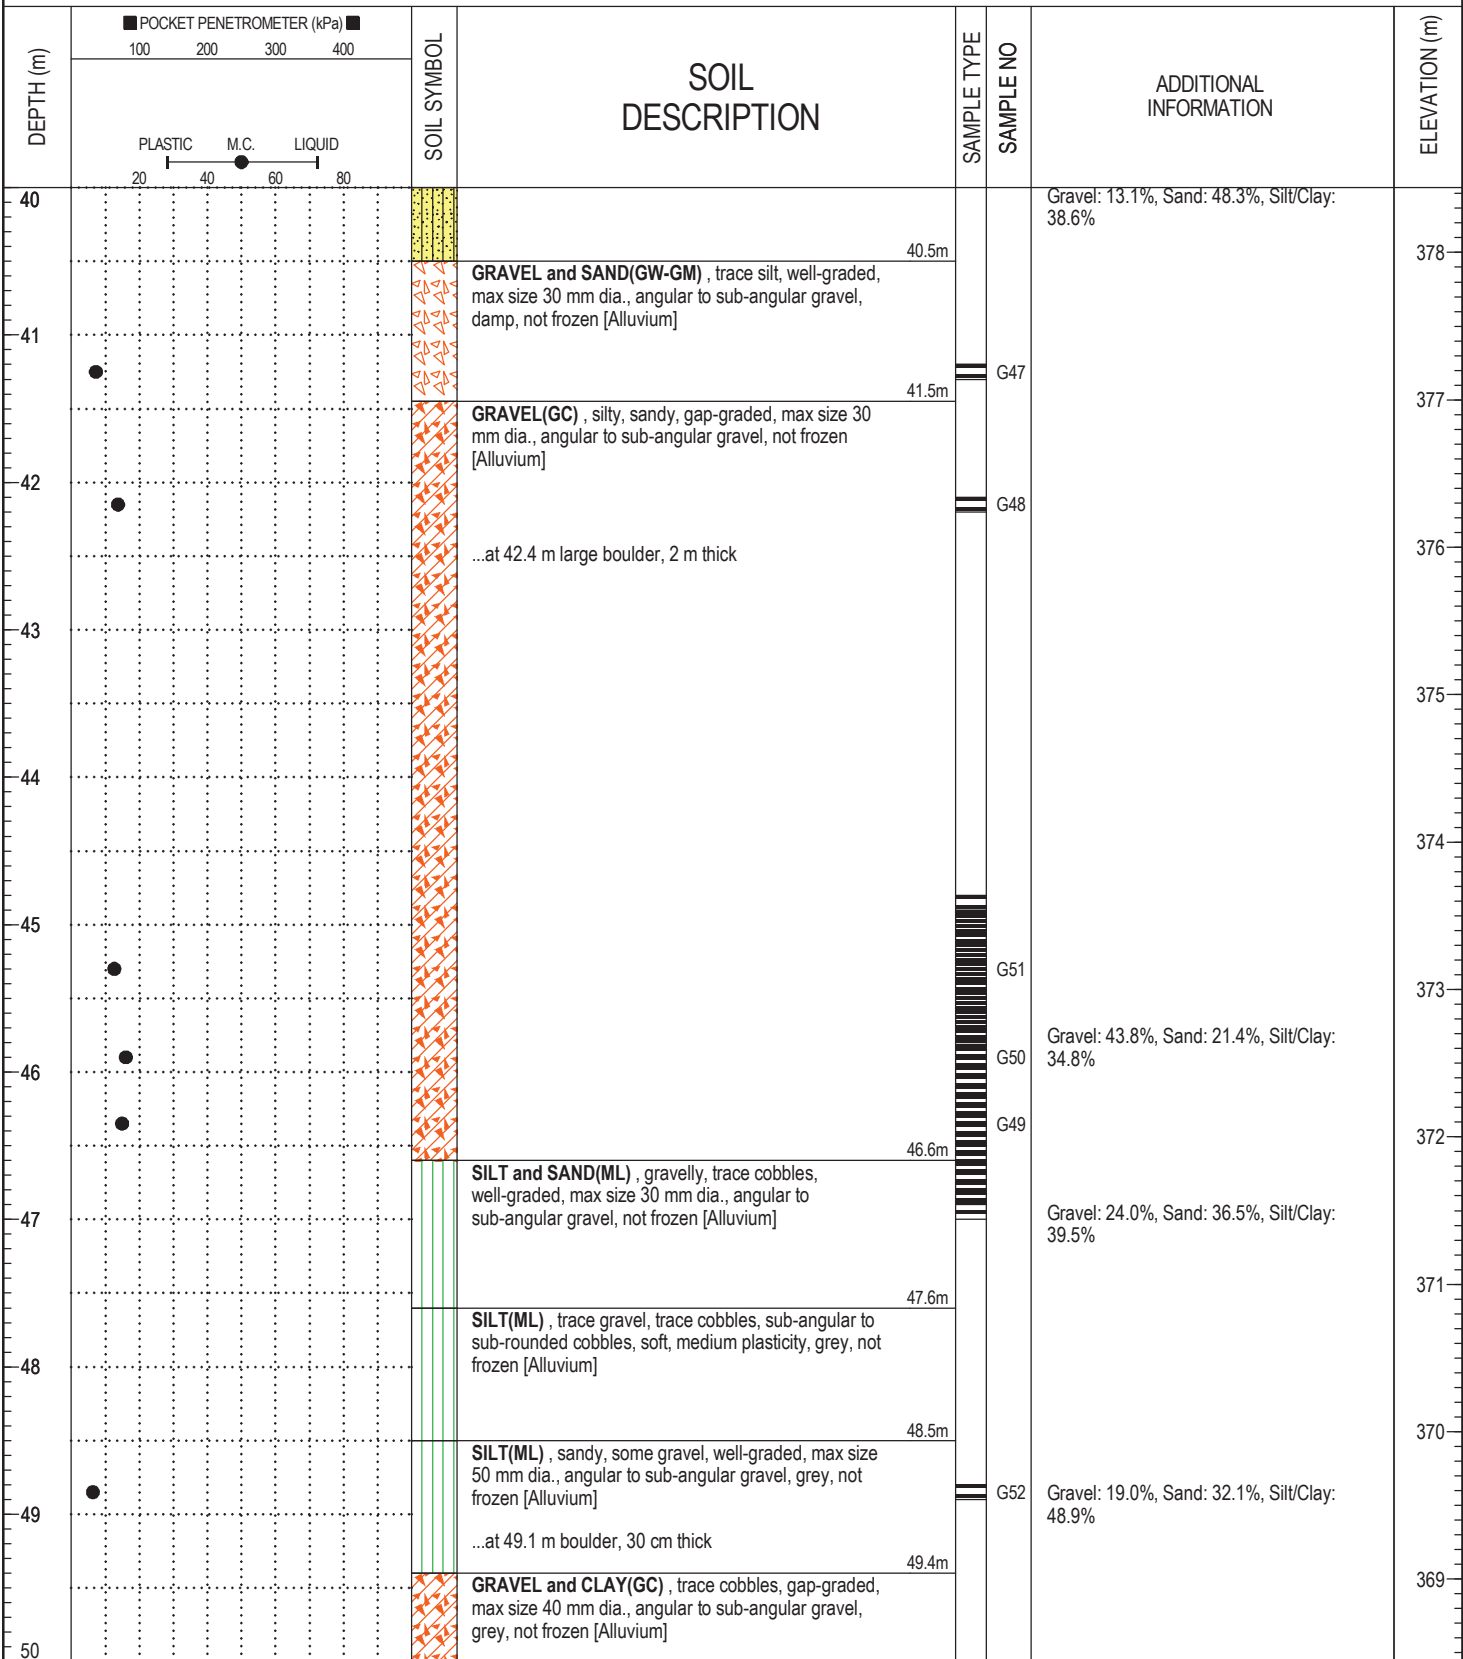 POCKET PENETROMETER (kPa)
100 200 300 400
DEPTH (m)
PLASTIC M.C. LIQUID
20 40 60 80
SOIL SYMBOL
SOIL
DESCRIPTION
SAMPLE TYPE
SAMPLE NO
ADDITIONAL
INFORMATION
ELEVATION (m)
40
Gravel: 13.1%, Sand: 48.3%, Silt/Clay:
38.6%
40.5m
378
GRAVEL and SAND(GW-GM) , trace silt, well-graded,
max size 30 mm dia., angular to sub-angular gravel,
damp, not frozen [Alluvium]
41
G47
41.5m
377
GRAVEL(GC) , silty, sandy, gap-graded, max size 30
mm dia., angular to sub-angular gravel, not frozen
[Alluvium]
42
G48
...at 42.4 m large boulder, 2 m thick
376
43
375
44
374
45
G51
373
G50
Gravel: 43.8%, Sand: 21.4%, Silt/Clay:
34.8%
46
G49
372
46.6m
SILT and SAND(ML) , gravelly, trace cobbles,
well-graded, max size 30 mm dia., angular to
sub-angular gravel, not frozen [Alluvium]
47
Gravel: 24.0%, Sand: 36.5%, Silt/Clay:
39.5%
371
47.6m
SILT(ML) , trace gravel, trace cobbles, sub-angular to
sub-rounded cobbles, soft, medium plasticity, grey, not
frozen [Alluvium]
48
48.5m
370
SILT(ML) , sandy, some gravel, well-graded, max size
50 mm dia., angular to sub-angular gravel, grey, not
frozen [Alluvium]
G52
Gravel: 19.0%, Sand: 32.1%, Silt/Clay:
48.9%
49
...at 49.1 m boulder, 30 cm thick
49.4m
369
GRAVEL and CLAY(GC) , trace cobbles, gap-graded,
max size 40 mm dia., angular to sub-angular gravel,
grey, not frozen [Alluvium]
50